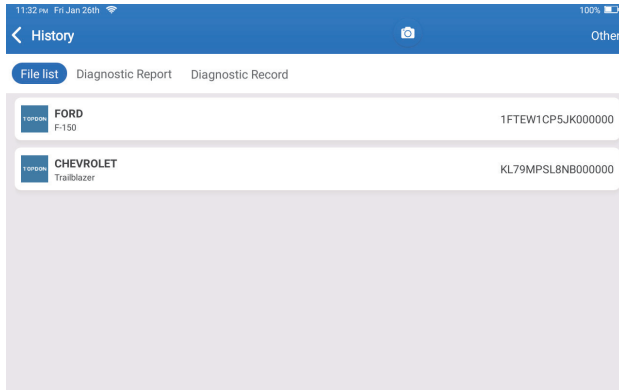 11:32 PM Fri Jan 26th 100%
History Other
File list Diagnostic Report Diagnostic Record
TOPDON
FORD
F-150
1FTEW1CP5JK000000
TOPDON
CHEVROLET
Trailblazer
KL79MPSL8NB000000